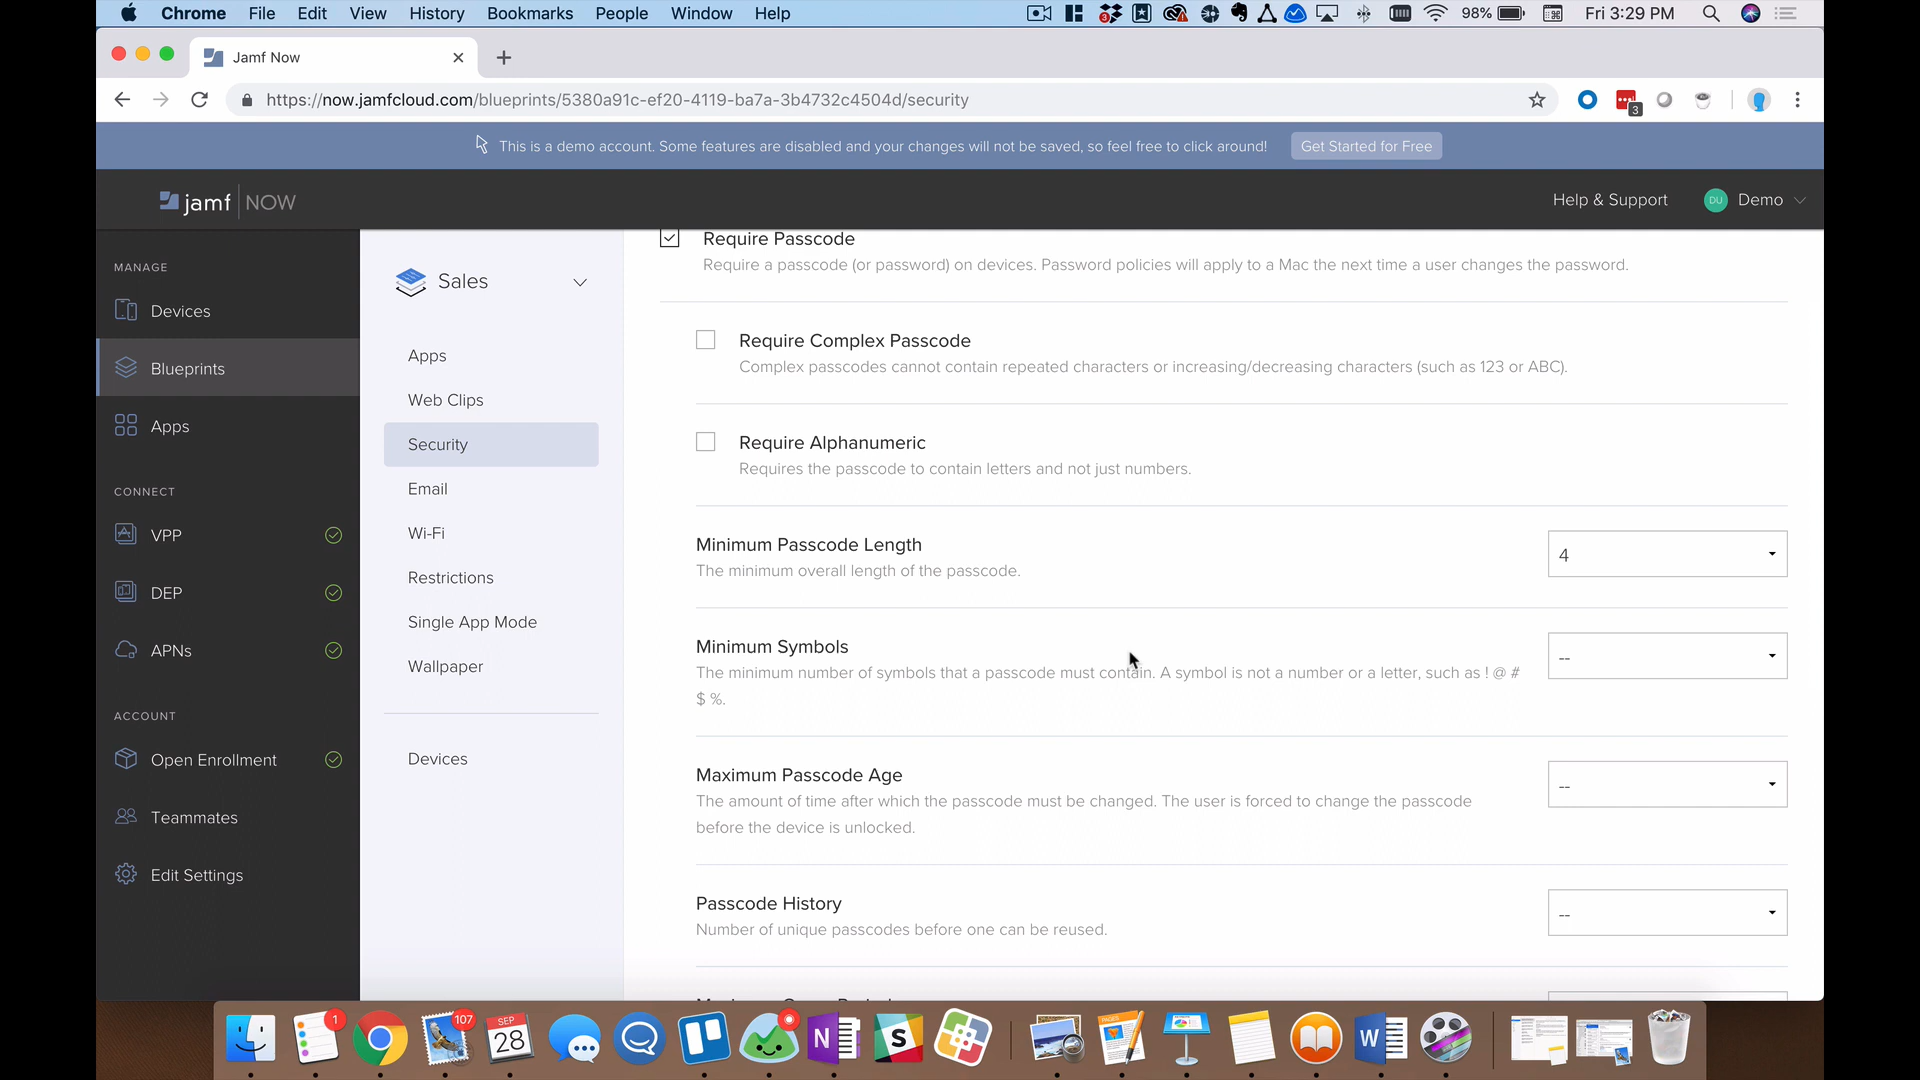 Chrome File Edit View History Bookmarks People Window Help 98% Fri 3:29 PM
Jamf Now
https://now.jamfcloud.com/blueprints/5380a91c-ef20-4119-ba7a-3b4732c4504d/security
3
This is a demo account. Some features are disabled and your changes will not be saved, so feel free to click around! Get Started for Free
jamf NOW
Help & Support DU Demo
MANAGE
Devices
Blueprints
Apps
CONNECT
VPP
DEP
APNs
ACCOUNT
Open Enrollment
Teammates
Edit Settings
Sales
Apps
Web Clips
Security
Email
Wi-Fi
Restrictions
Single App Mode
Wallpaper
Devices
Require Passcode
Require a passcode (or password) on devices. Password policies will apply to a Mac the next time a user changes the password.
Require Complex Passcode
Complex passcodes cannot contain repeated characters or increasing/decreasing characters (such as 123 or ABC).
Require Alphanumeric
Requires the passcode to contain letters and not just numbers.
Minimum Passcode Length
The minimum overall length of the passcode.
4
Minimum Symbols
The minimum number of symbols that a passcode must contain. A symbol is not a number or a letter, such as ! @ #
$ %.
--
Maximum Passcode Age
The amount of time after which the passcode must be changed. The user is forced to change the passcode
before the device is unlocked.
--
Passcode History
Number of unique passcodes before one can be reused.
--
1
107
SEP
28
N
S
PAGES
W